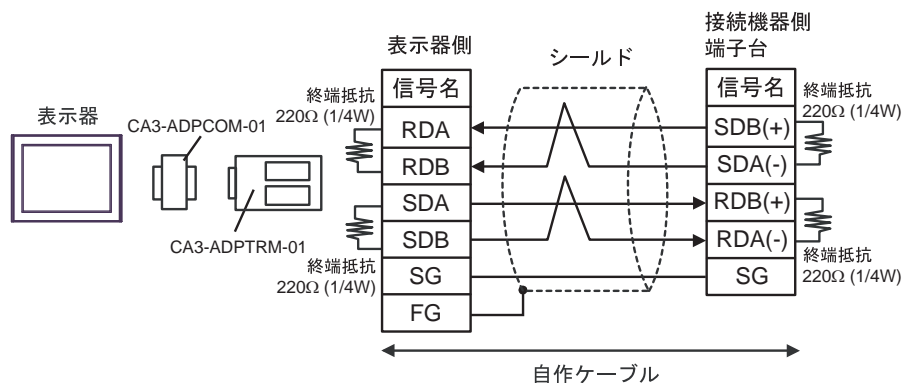 接続機器側
端子台
表示器側
シールド
信号名
信号名
終端抵抗
220Ω (1/4W)
終端抵抗
220Ω (1/4W)
表示器
CA3-ADPCOM-01
RDA
SDB(+)
RDB
SDA(-)
SDA
RDB(+)
SDB
RDA(-)
CA3-ADPTRM-01
終端抵抗
220Ω (1/4W)
終端抵抗
220Ω (1/4W)
SG
SG
FG
自作ケーブル